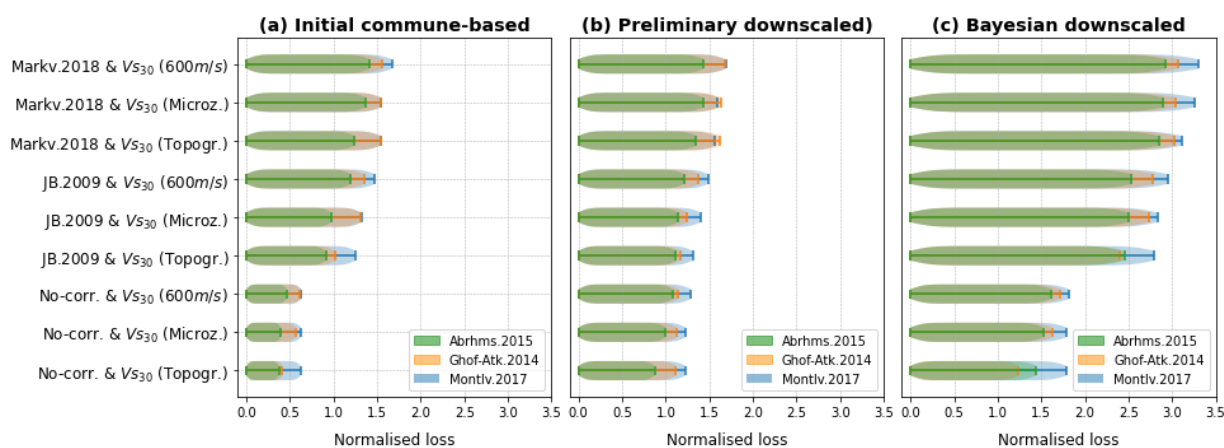 (a) Initial commune-based
(b) Preliminary downscaled)
(c) Bayesian downscaled
Markv.2018 & Vs30 (600m/s)
Markv.2018 & Vs30 (Microz.)
Markv.2018 & Vs30 (Topogr.)
JB.2009 & Vs30 (600m/s)
JB.2009 & Vs30 (Microz.)
JB.2009 & Vs30 (Topogr.)
No-corr. & Vs30 (600m/s)
No-corr. & Vs30 (Microz.)
No-corr. & Vs30 (Topogr.)
Abrhms.2015
Ghof-Atk.2014
Montlv.2017
0.0 0.5 1.0 1.5 2.0 2.5 3.0 3.5
Normalised loss
Abrhms.2015
Ghof-Atk.2014
Montlv.2017
0.0 0.5 1.0 1.5 2.0 2.5 3.0 3.5
Normalised loss
Abrhms.2015
Ghof-Atk.2014
Montlv.2017
0.0 0.5 1.0 1.5 2.0 2.5 3.0 3.5
Normalised loss